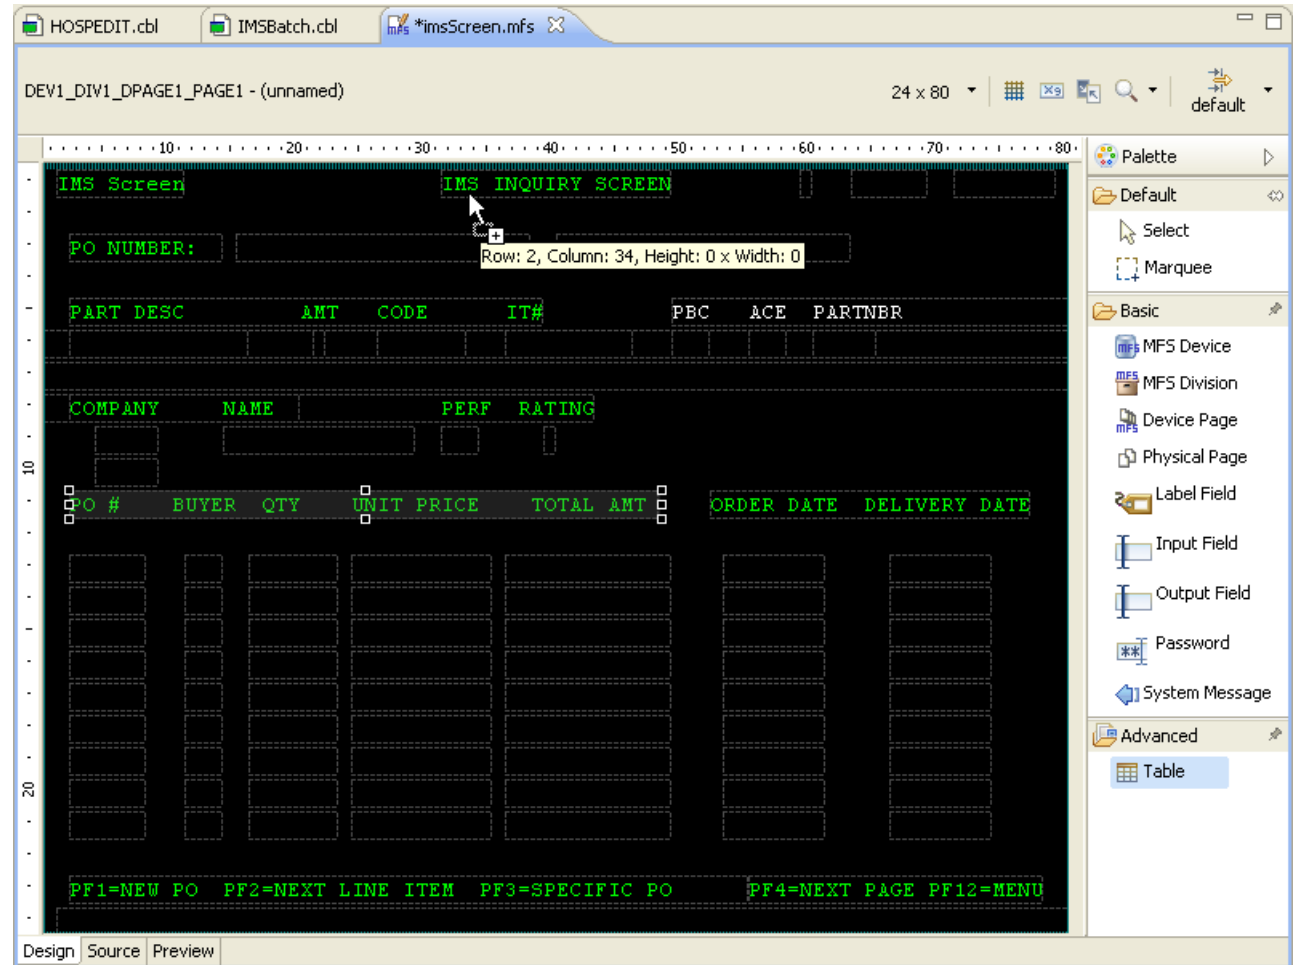 HOSPEDIT.cbl IMSBatch.cbl *imsScreen.mfs
DEV1_DIV1_DPAGE1_PAGE1 - (unnamed) 24 x 80 default
10 20 30 40 50 60 70 80
Palette
IMS Screen IMS INQUIRY SCREEN
Default
Select
PO NUMBER:
Row: 2, Column: 34, Height: 0 x Width: 0
Marquee
PART DESC AMT CODE IT# PBC ACE PARTNBR
Basic
MFS Device
MFS Division
COMPANY NAME PERF RATING
Device Page
10
Physical Page
PO # BUYER QTY UNIT PRICE TOTAL AMT ORDER DATE DELIVERY DATE
Label Field
Input Field
Output Field
Password
System Message
Advanced
Table
20
PF1=NEW PO PF2=NEXT LINE ITEM PF3=SPECIFIC PO PF4=NEXT PAGE PF12=MENU
Design Source Preview